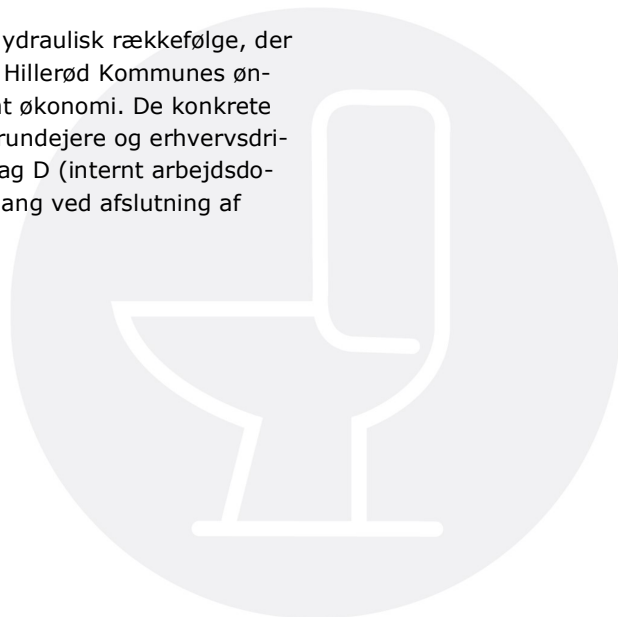 ydraulisk rækkefølge, der
Hillerød Kommunes øn-
t økonomi. De konkrete
rundejere og erhvervsdri-
ag D (internt arbejdsdo-
ang ved afslutning af